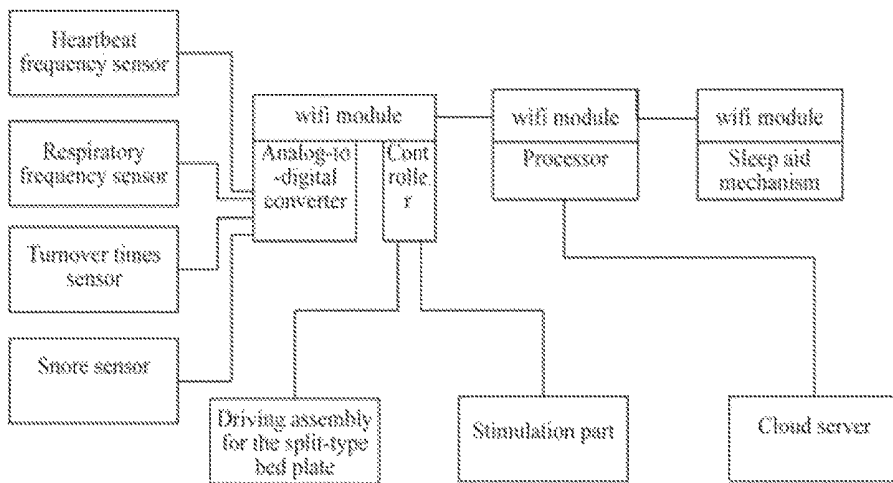 Heartbeat
frequency sensor
Respiratory
frequency sensor
Turnover times
sensor
Snore sensor
wifi module
Analog-to
-digital
converter
Cont
rolle
r
wifi module
Processor
wifi module
Sleep aid
mechanism
Driving assembly
for the split-type
bed plate
Stimulation part
Cloud server